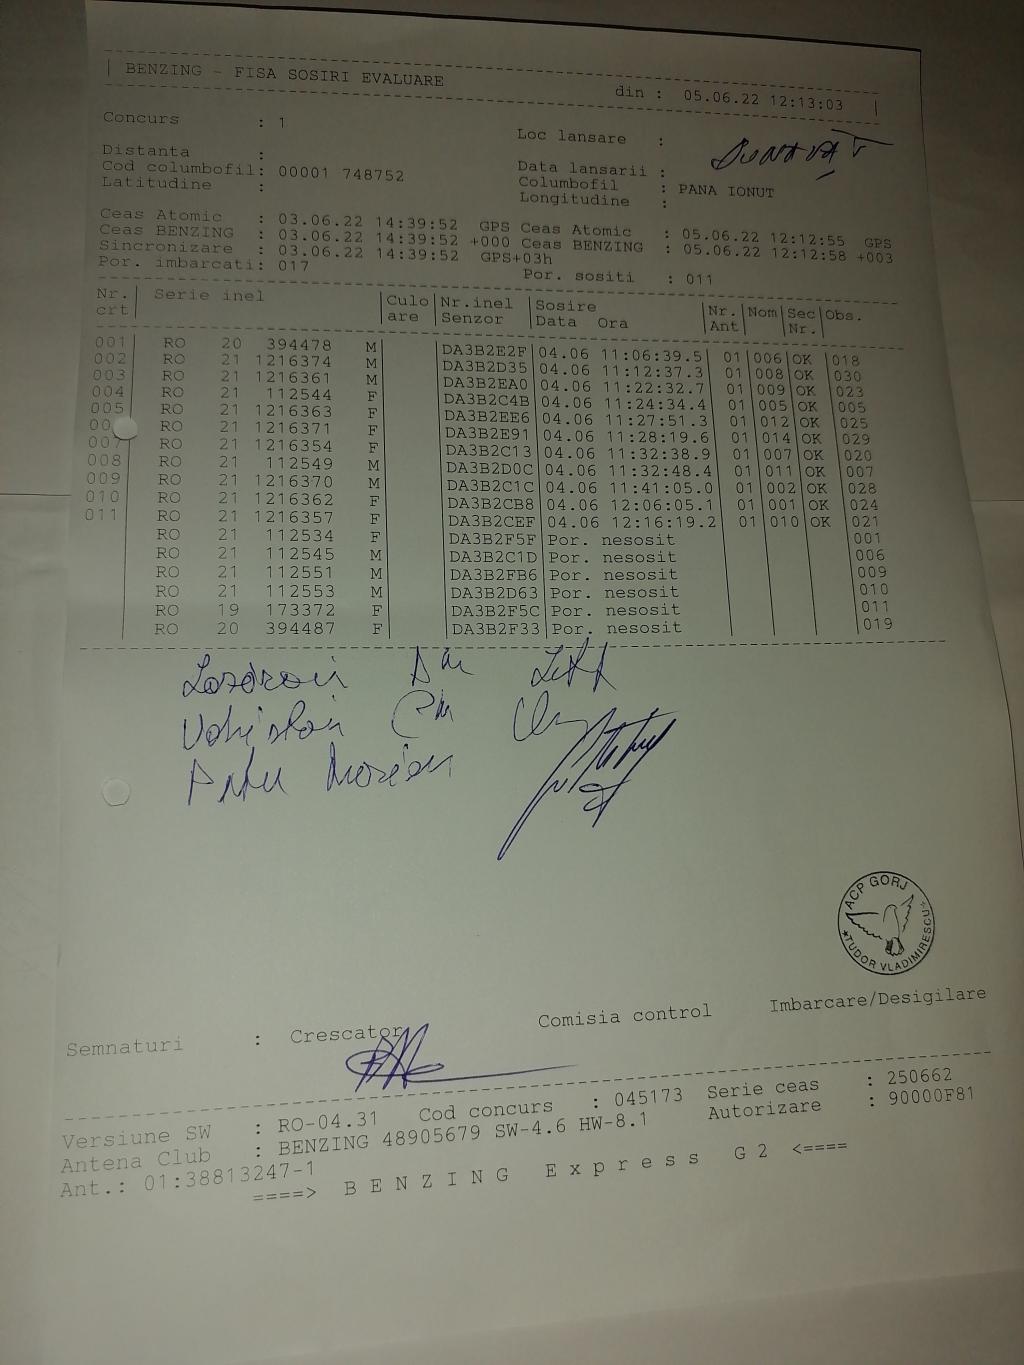 | BENZING - FISA SOSIRI EVALUARE din : 05.06.22 12:13:03 |
Concurs : 1 Loc lansare :
Distanta : Data lansarii :
Cod columbofil: 00001 748752 Columbofil : PANA IONUT
Latitudine : Longitudine :
Ceas Atomic : 03.06.22 14:39:52 GPS Ceas Atomic : 05.06.22 12:12:55 GPS
Ceas BENZING : 03.06.22 14:39:52 +000 Ceas BENZING : 05.06.22 12:12:58 +003
Sincronizare : 03.06.22 14:39:52 GPS+03h
Por. imbarcati: 017 Por. sositi : 011
Nr. Serie inel Culo Nr.inel Sosire Nr. Nom Sec Obs.
crt are Senzor Data Ora Ant Nr.
001 RO 20 394478 M DA3B2E2F 04.06 11:06:39.5 01 006 OK 018
002 RO 21 1216374 M DA3B2D35 04.06 11:12:37.3 01 008 OK 030
003 RO 21 1216361 M DA3B2EA0 04.06 11:22:32.7 01 009 OK 023
004 RO 21 112544 F DA3B2C4B 04.06 11:24:34.4 01 005 OK 005
005 RO 21 1216363 F DA3B2EE6 04.06 11:27:51.3 01 012 OK 025
00 RO 21 1216371 F DA3B2E91 04.06 11:28:19.6 01 014 OK 029
007 RO 21 1216354 F DA3B2C13 04.06 11:32:38.9 01 007 OK 020
008 RO 21 112549 M DA3B2D0C 04.06 11:32:48.4 01 011 OK 007
009 RO 21 1216370 M DA3B2C1C 04.06 11:41:05.0 01 002 OK 028
010 RO 21 1216362 F DA3B2CB8 04.06 12:06:05.1 01 001 OK 024
011 RO 21 1216357 F DA3B2CEF 04.06 12:16:19.2 01 010 OK 021
RO 21 112534 F DA3B2F5F Por. nesosit 001
RO 21 112545 M DA3B2C1D Por. nesosit 006
RO 21 112551 M DA3B2FB6 Por. nesosit 009
RO 21 112553 M DA3B2D63 Por. nesosit 010
RO 19 173372 F DA3B2F5C Por. nesosit 011
RO 20 394487 F DA3B2F33 Por. nesosit 019
ACP GORJ
*TUDOR VLADIMIRESCU*
Semnaturi : Crescator Comisia control Imbarcare/Desigilare
Versiune SW : RO-04.31 Cod concurs : 045173 Serie ceas : 250662
Antena Club : BENZING 48905679 SW-4.6 HW-8.1 Autorizare : 90000F81
Ant.: 01:38813247-1
====> BENZING Express G2 <====